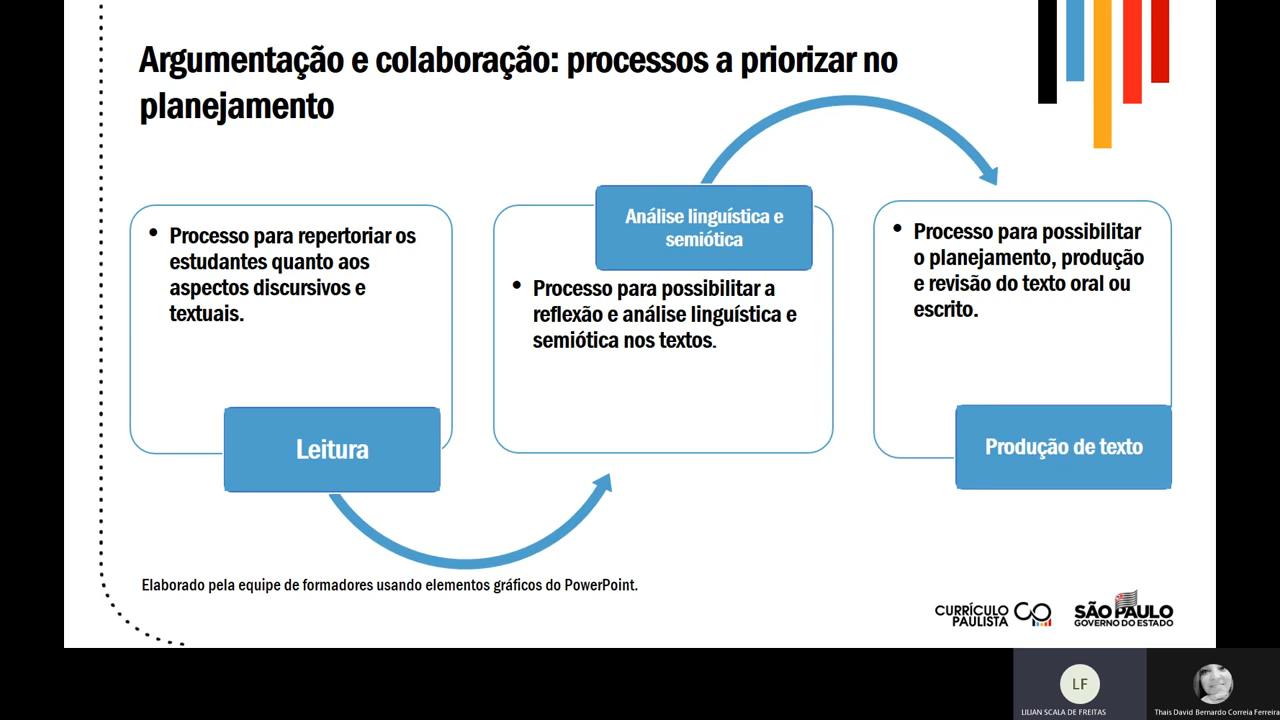 Argumentação e colaboração: processos a priorizar no
planejamento
• Processo para repertoriar os
estudantes quanto aos
aspectos discursivos e
textuais.
Leitura
Análise linguística e
semiótica
• Processo para possibilitar a
reflexão e análise linguística e
semiótica nos textos.
• Processo para possibilitar
o planejamento, produção
e revisão do texto oral ou
escrito.
Produção de texto
Elaborado pela equipe de formadores usando elementos gráficos do PowerPoint.
CURRÍCULO
PAULISTA
SÃO PAULO
GOVERNO DO ESTADO
LF
LILIAN SCALA DE FREITAS
Thais David Bernardo Correia Ferreira